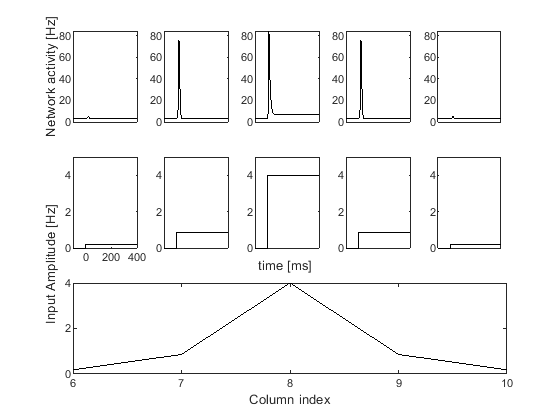 Network activity [Hz]
80 80 80 80 80
60 60 60 60 60
40 40 40 40 40
20 20 20 20 20
0 0 0 0 0
Input Amplitude [Hz]
4 4 4 4 4
2 2 2 2 2
0 0 0 0 0
0 200 400
time [ms]
4
2
0
6 7 8 9 10
Column index